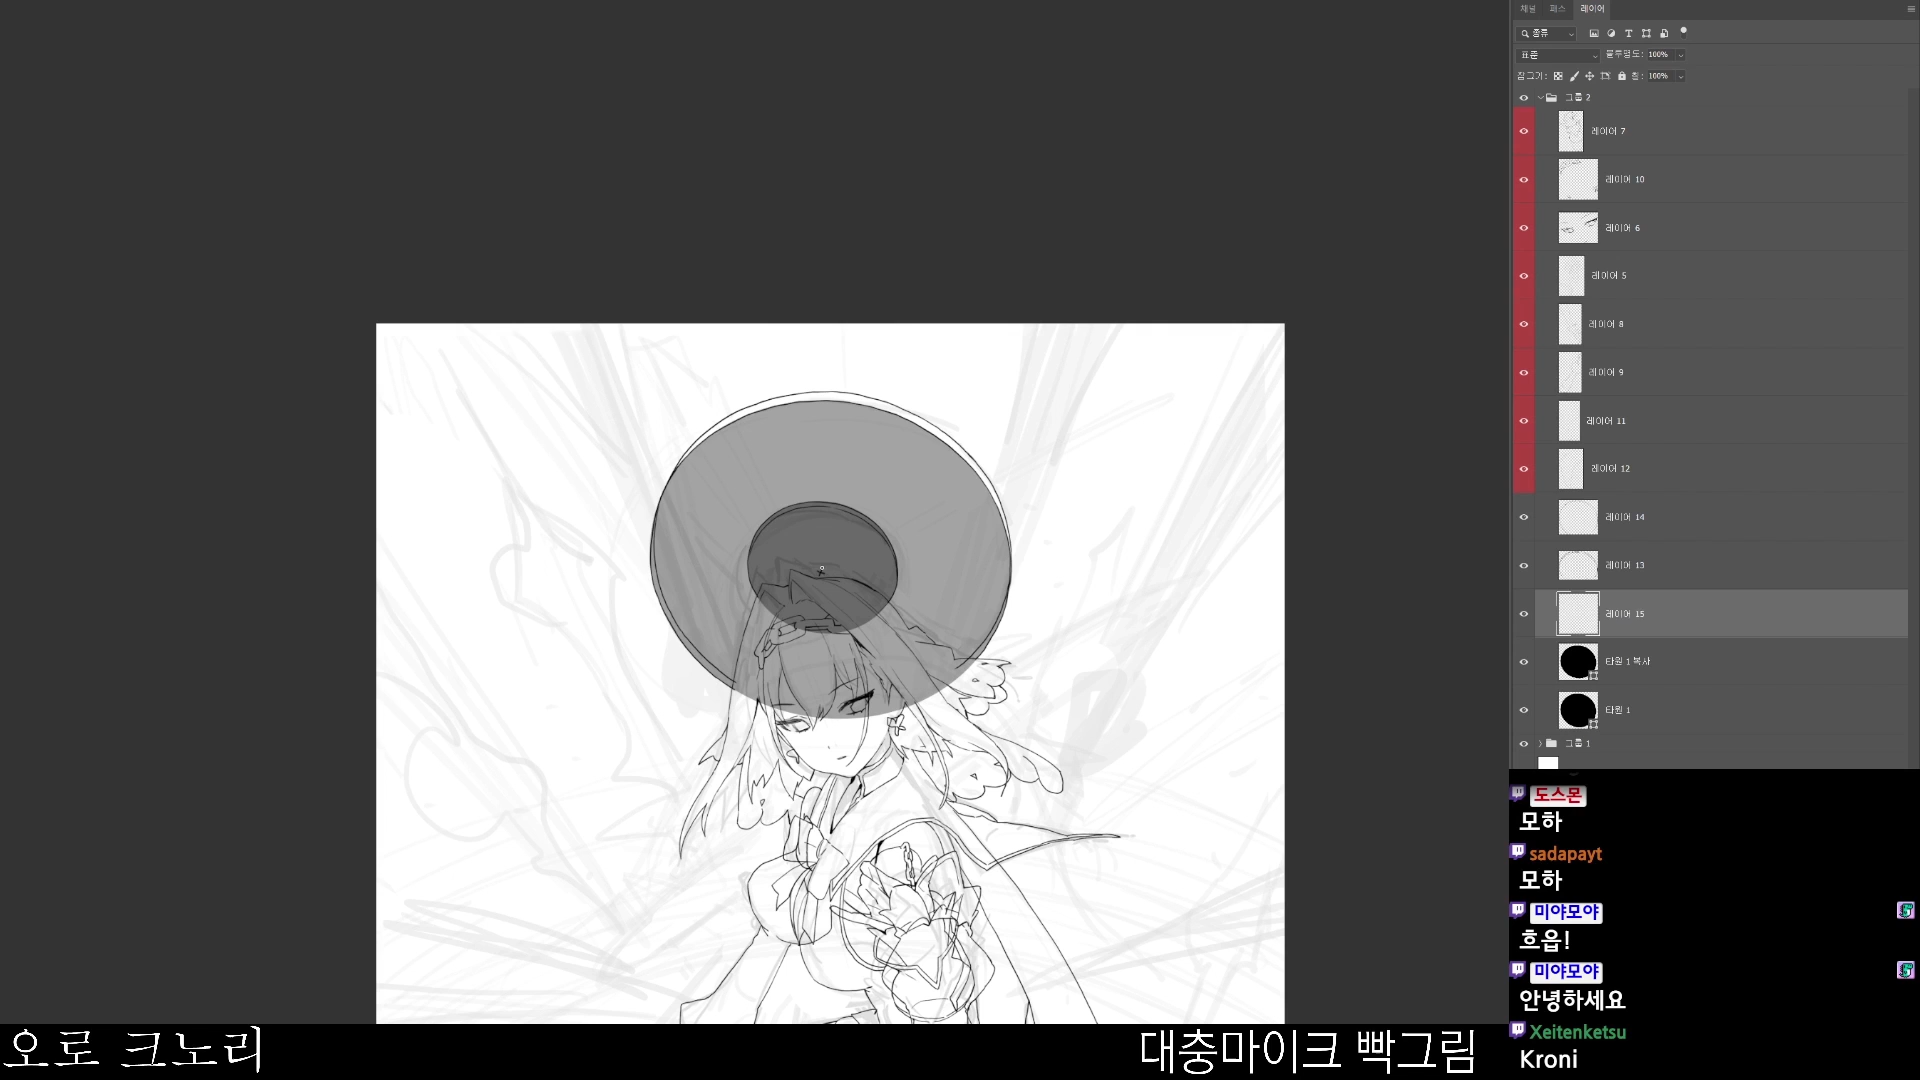 채널 패스 레이어
종류
표준 불투명도: 100%
잠그기: 칠: 100%
그룹 2
레이어 7
레이어 10
레이어 6
레이어 5
레이어 8
레이어 9
레이어 11
레이어 12
레이어 14
레이어 13
레이어 15
타원 1 복사
타원 1
그룹 1
도스몬
모하
sadapayt
모하
미야모야
흐읍!
미야모야
안녕하세요
Xeitenketsu
Kroni
오로 크노리
대충마이크 빡그림